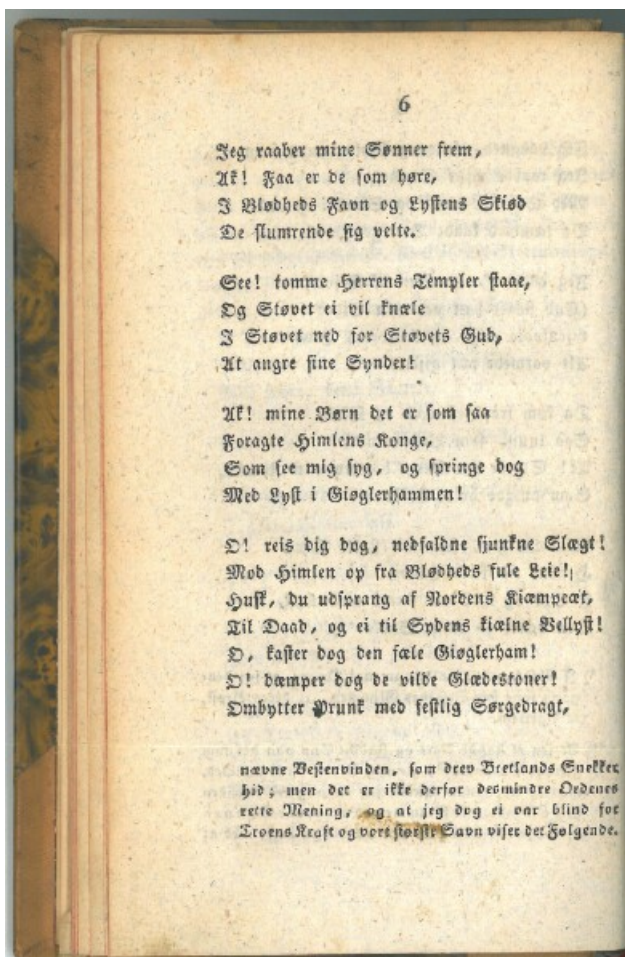 6
Jeg raaber mine Sønner frem,
Ak! Faa er de som høre,
I Blødheds Favn og Lystens Skiød
De slumrende sig velte.
See! tomme Herrens Templer staae,
Og Støvet ei vil knæle
I Støvet ned for Støvets Gud,
At angre sine Synder!
Ak! mine Børn det er som saa
Foragte Himlens Konge,
Som see mig syg, og springe dog
Med Lyst i Giøglerhammen!
O! reis dig dog, nedfaldne sjunkne Slægt!
Mod Himlen op fra Blødheds fule Leie!
Husk, du udsprang af Nordens Kiæmpeæt,
Til Daad, og ei til Sydens kiælne Vellyst!
O, kaster dog den fæle Giøglerham!
O! dæmper dog de vilde Glædestoner!
Ombytter Prunk med festlig Sørgedragt,
nævne Vestenvinden, som drev Bretlands Snekker
hid; men det er ikke derfor desmindre Ordenes
rette Mening, og at jeg dog ei var blind for
Troens Kraft og vort største Savn viser det Følgende.